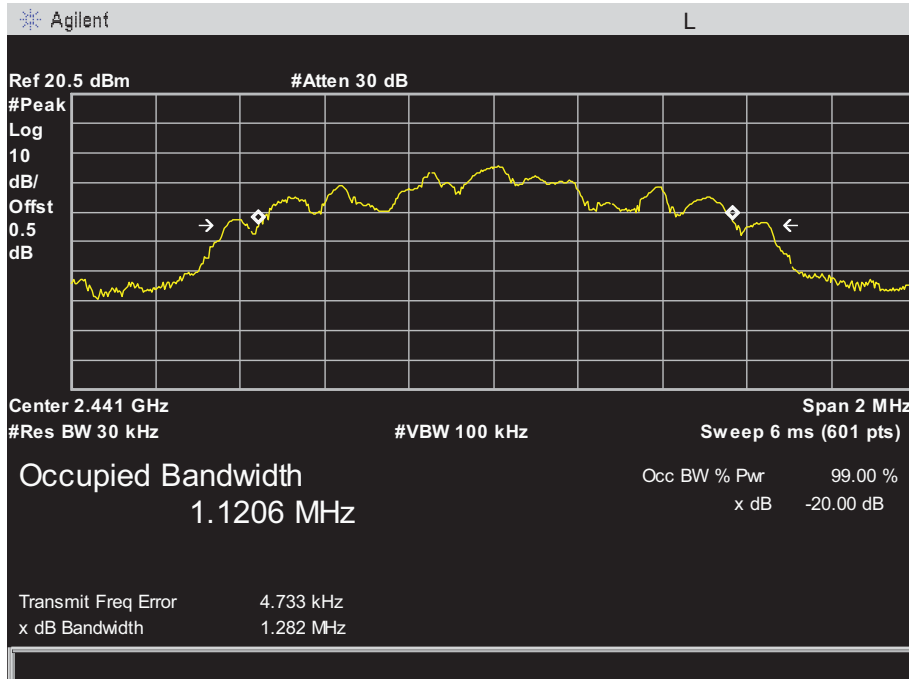 Agilent
L
Ref 20.5 dBm #Atten 30 dB
#Peak
Log
10
dB/
Offst
0.5
dB
Center 2.441 GHz Span 2 MHz
#Res BW 30 kHz #VBW 100 kHz Sweep 6 ms (601 pts)
Occupied Bandwidth
1.1206 MHz
Occ BW % Pwr 99.00 %
x dB -20.00 dB
Transmit Freq Error 4.733 kHz
x dB Bandwidth 1.282 MHz